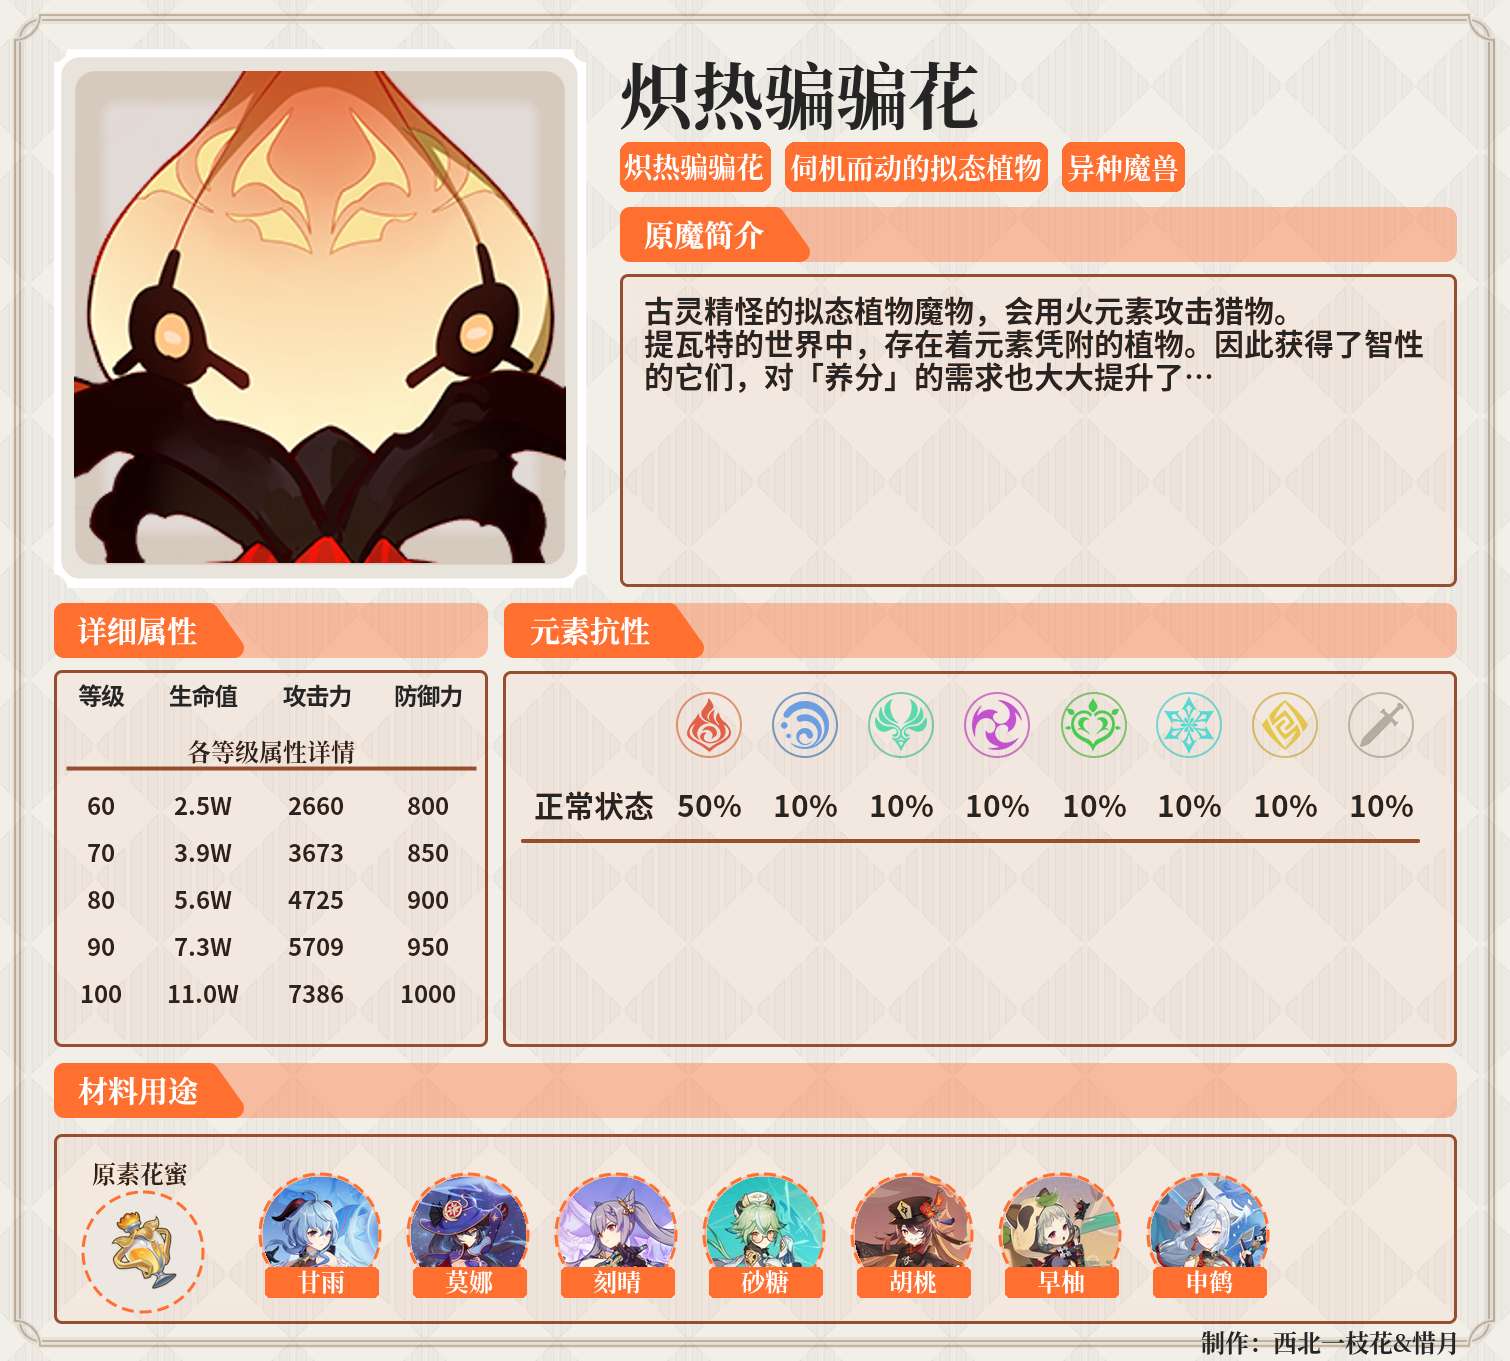 炽热骗骗花
炽热骗骗花 伺机而动的拟态植物 异种魔兽
原魔简介
古灵精怪的拟态植物魔物，会用火元素攻击猎物。
提瓦特的世界中，存在着元素凭附的植物。因此获得了智性
的它们，对「养分」的需求也大大提升了…
详细属性
等级 生命值 攻击力 防御力
各等级属性详情
60 2.5W 2660 800
70 3.9W 3673 850
80 5.6W 4725 900
90 7.3W 5709 950
100 11.0W 7386 1000
元素抗性
正常状态 50% 10% 10% 10% 10% 10% 10% 10%
材料用途
原素花蜜
甘雨 莫娜 刻晴 砂糖 胡桃 早柚 申鹤
制作：西北一枝花&惜月